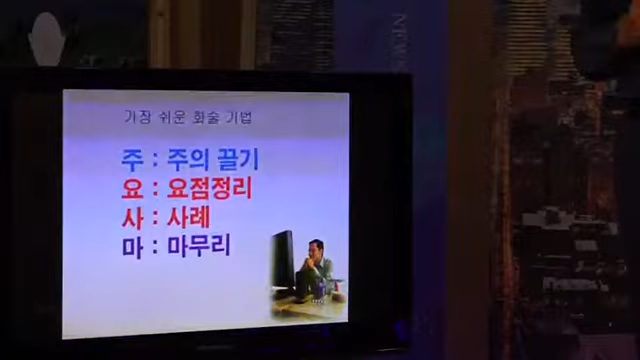 가장 쉬운 화술 기법
주 : 주의 끌기
요 : 요점정리
사 : 사례
마 : 마무리